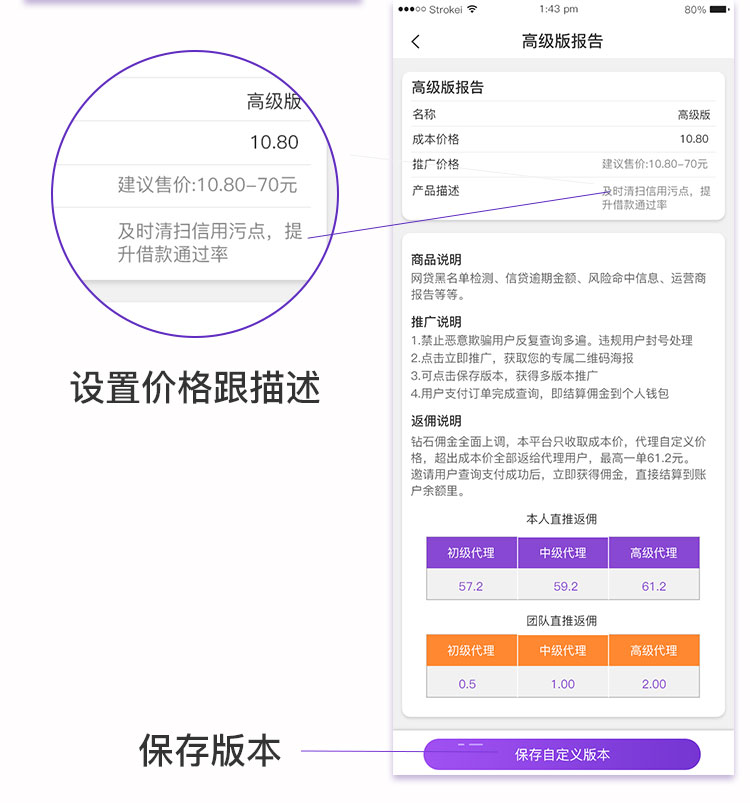 Strokei 1:43 pm 80%
高级版报告
高级版报告
名称 高级版
成本价格 10.80
推广价格 建议售价:10.80-70元
产品描述 及时清扫信用污点，提
升借款通过率
高级版
10.80
建议售价:10.80-70元
及时清扫信用污点，提
升借款通过率
设置价格跟描述
商品说明
网贷黑名单检测、信贷逾期金额、风险命中信息、运营商
报告等等。
推广说明
1.禁止恶意欺骗用户反复查询多遍。违规用户封号处理
2.点击立即推广，获取您的专属二维码海报
3.可点击保存版本，获得多版本推广
4.用户支付订单完成查询，即结算佣金到个人钱包
返佣说明
钻石佣金全面上调，本平台只收取成本价，代理自定义价
格，超出成本价全部返给代理用户，最高一单61.2元。
邀请用户查询支付成功后，立即获得佣金，直接结算到账
户余额里。
本人直推返佣
初级代理 中级代理 高级代理
57.2 59.2 61.2
团队直推返佣
初级代理 中级代理 高级代理
0.5 1.00 2.00
保存版本
保存自定义版本